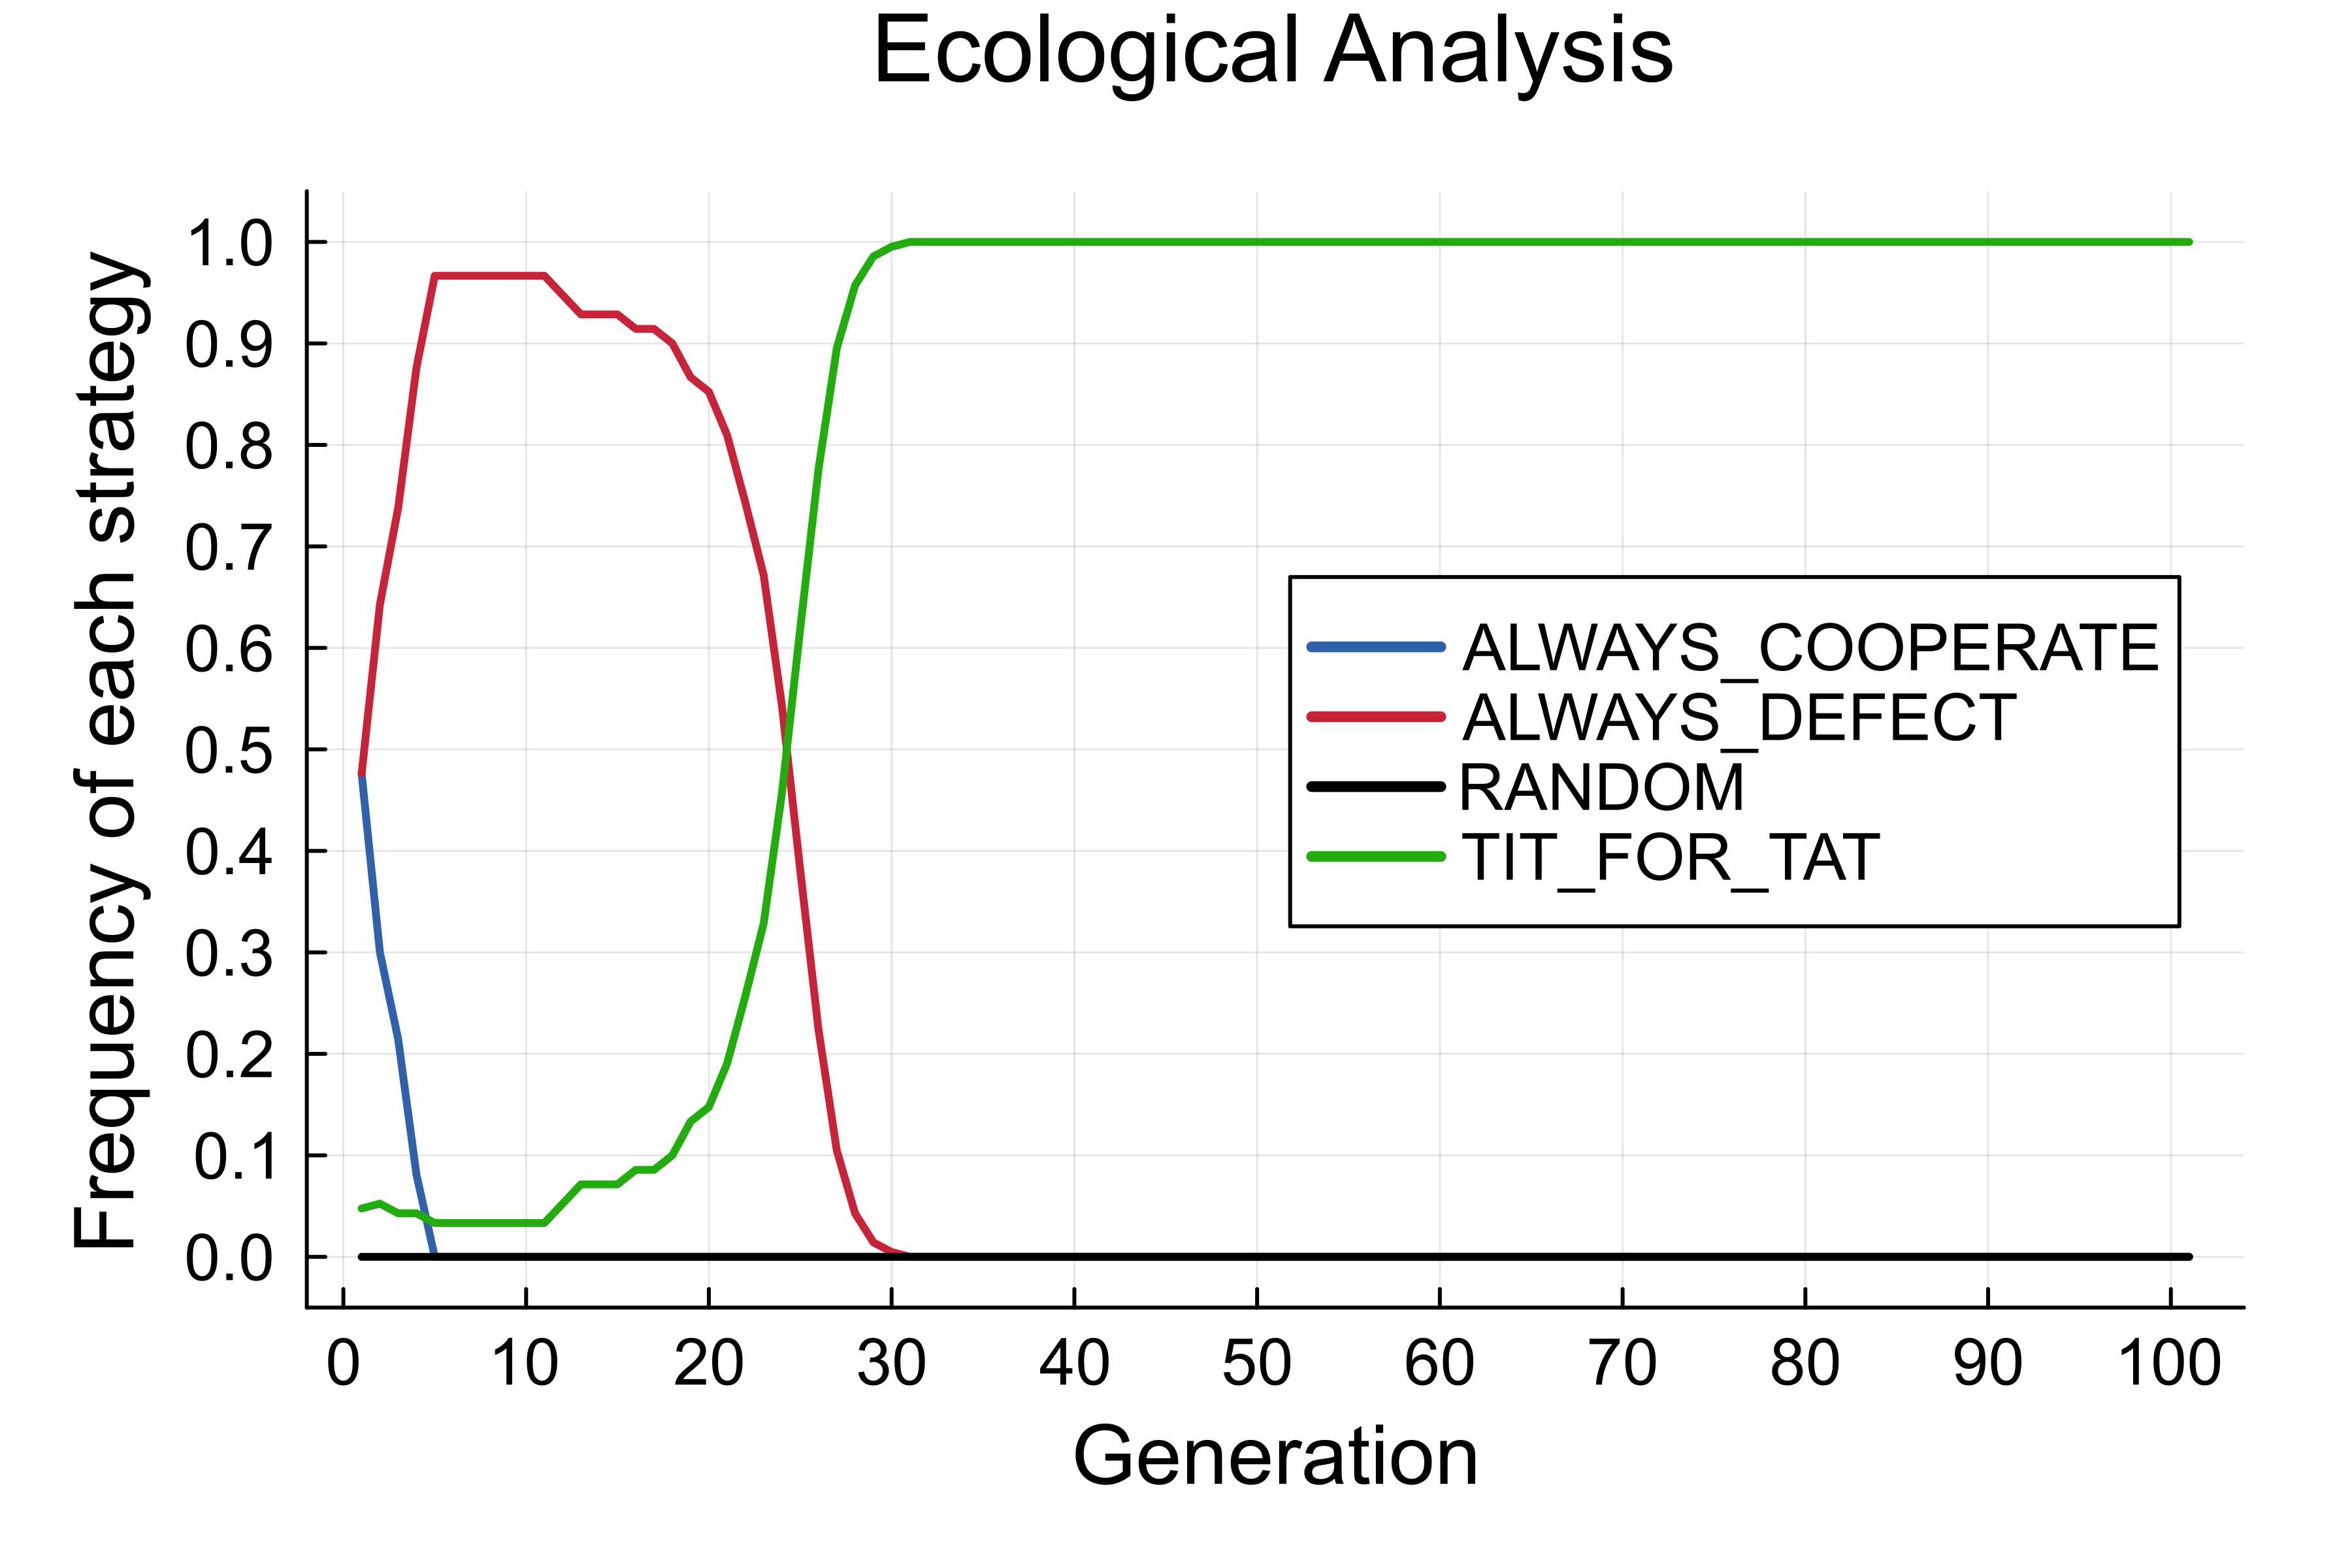 Ecological Analysis
Frequency of each strategy
1.0
0.9
0.8
0.7
0.6
0.5
0.4
0.3
0.2
0.1
0.0
ALWAYS_COOPERATE
ALWAYS_DEFECT
RANDOM
TIT_FOR_TAT
0 10 20 30 40 50 60 70 80 90 100
Generation